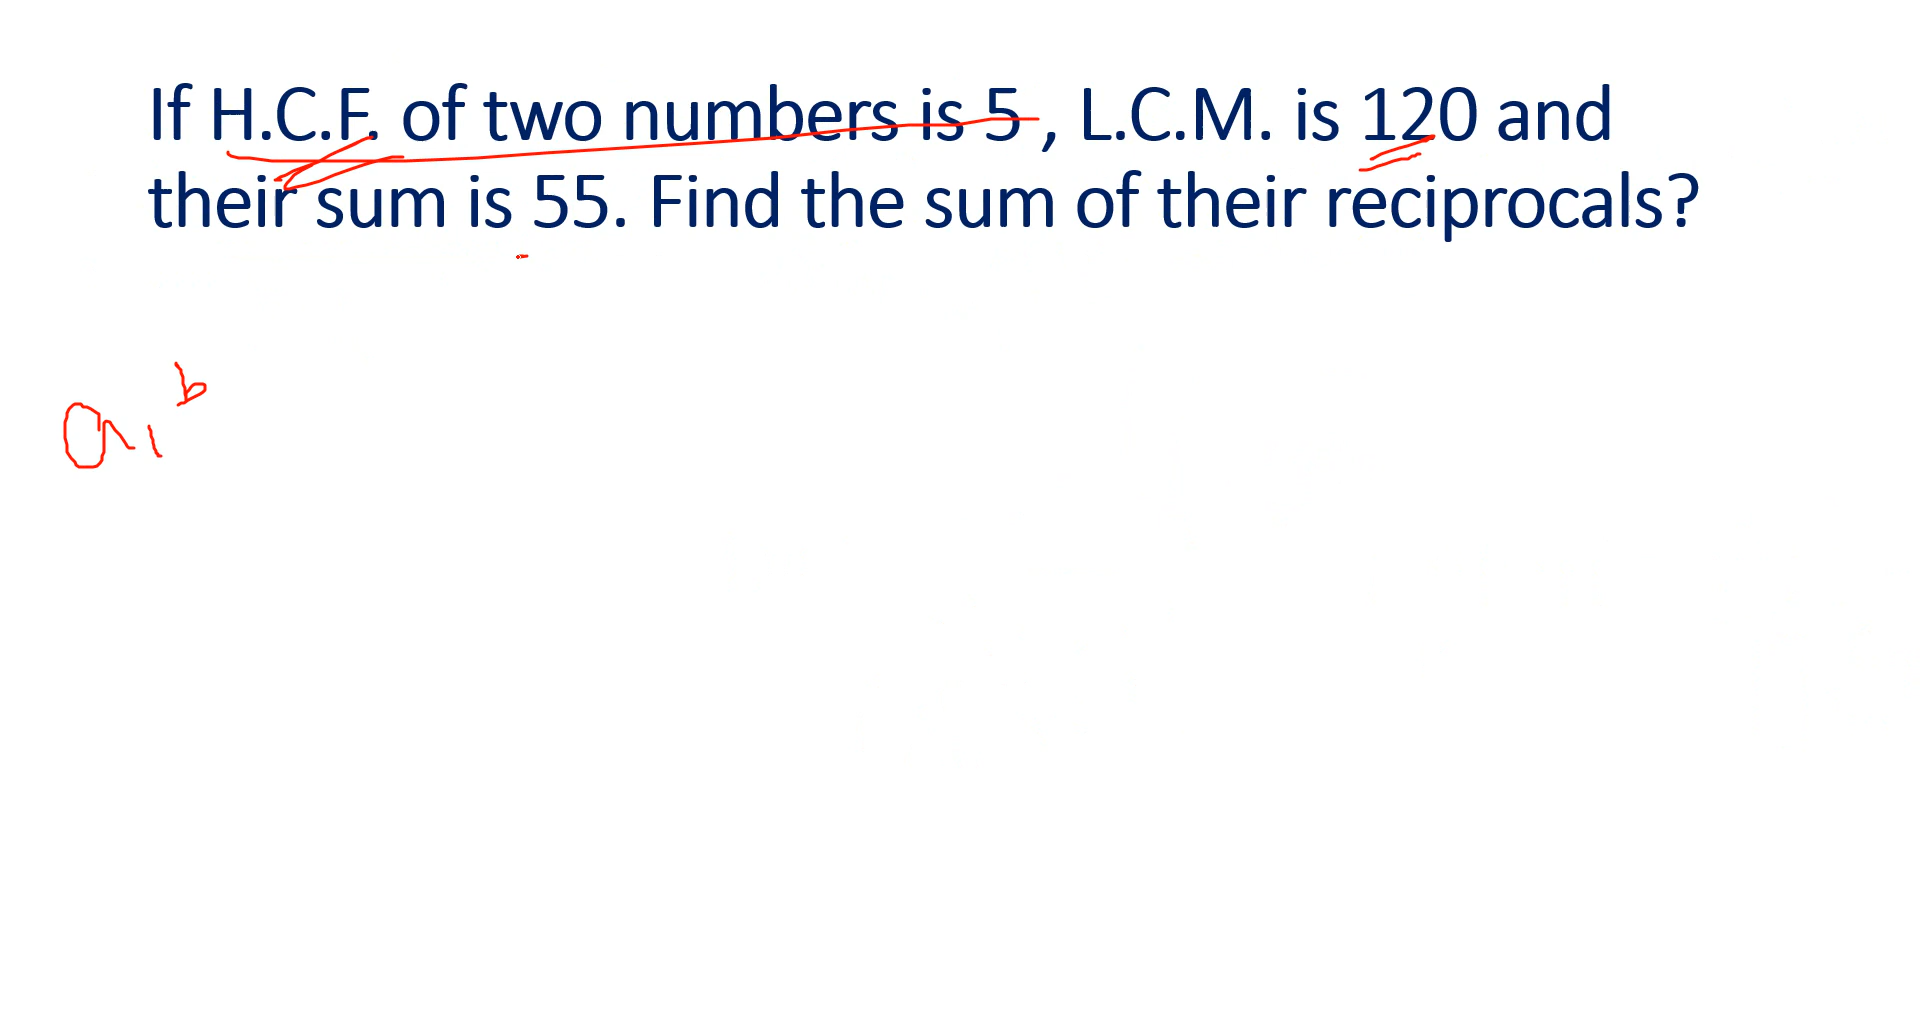 If H.C.F. of two numbers is 5 , L.C.M. is 120 and
their sum is 55. Find the sum of their reciprocals?
a, b